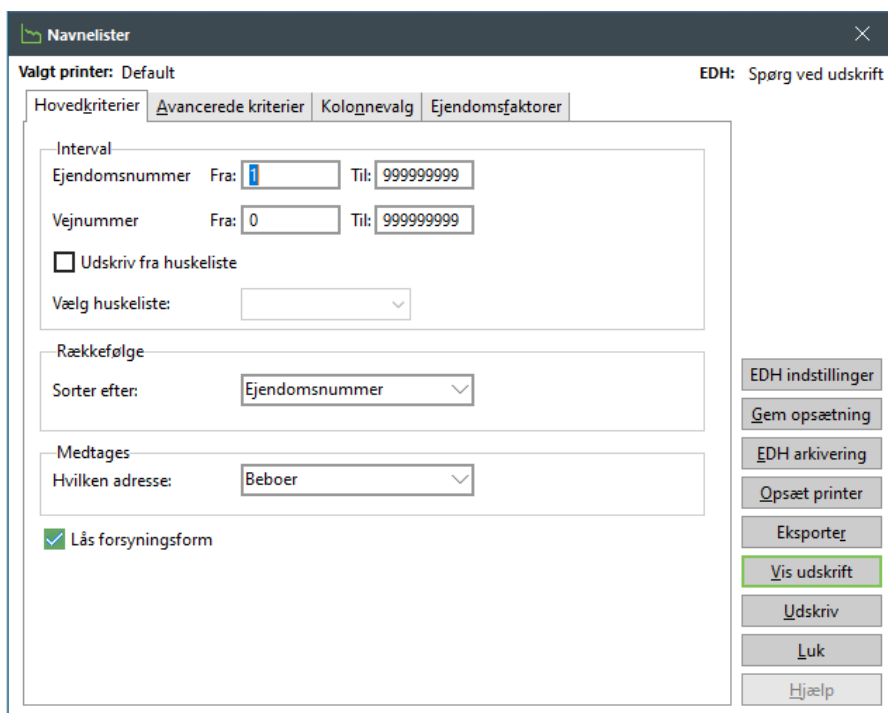 Navnelister
Valgt printer: Default EDH: Spørg ved udskrift
Hovedkriterier Avancerede kriterier Kolonnevalg Ejendomsfaktorer
Interval
Ejendomsnummer Fra: 1 Til: 999999999
Vejnummer Fra: 0 Til: 999999999
Udskriv fra huskeliste
Vælg huskeliste:
Rækkefølge
Sorter efter: Ejendomsnummer
Medtages
Hvilken adresse: Beboer
Lås forsyningsform
EDH indstillinger
Gem opsætning
EDH arkivering
Opsæt printer
Eksporter
Vis udskrift
Udskriv
Luk
Hjælp